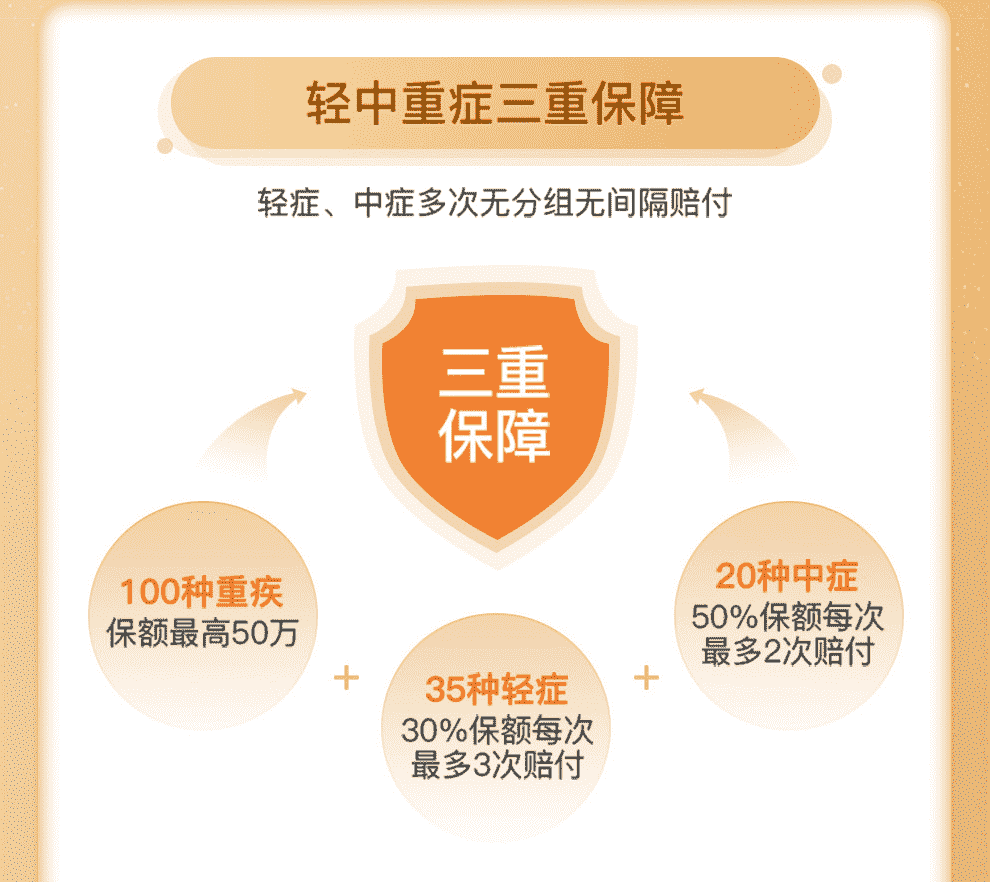 轻中重症三重保障
轻症、中症多次无分组无间隔赔付
三重
保障
100种重疾
保额最高50万
+
35种轻症
30%保额每次
最多3次赔付
+
20种中症
50%保额每次
最多2次赔付